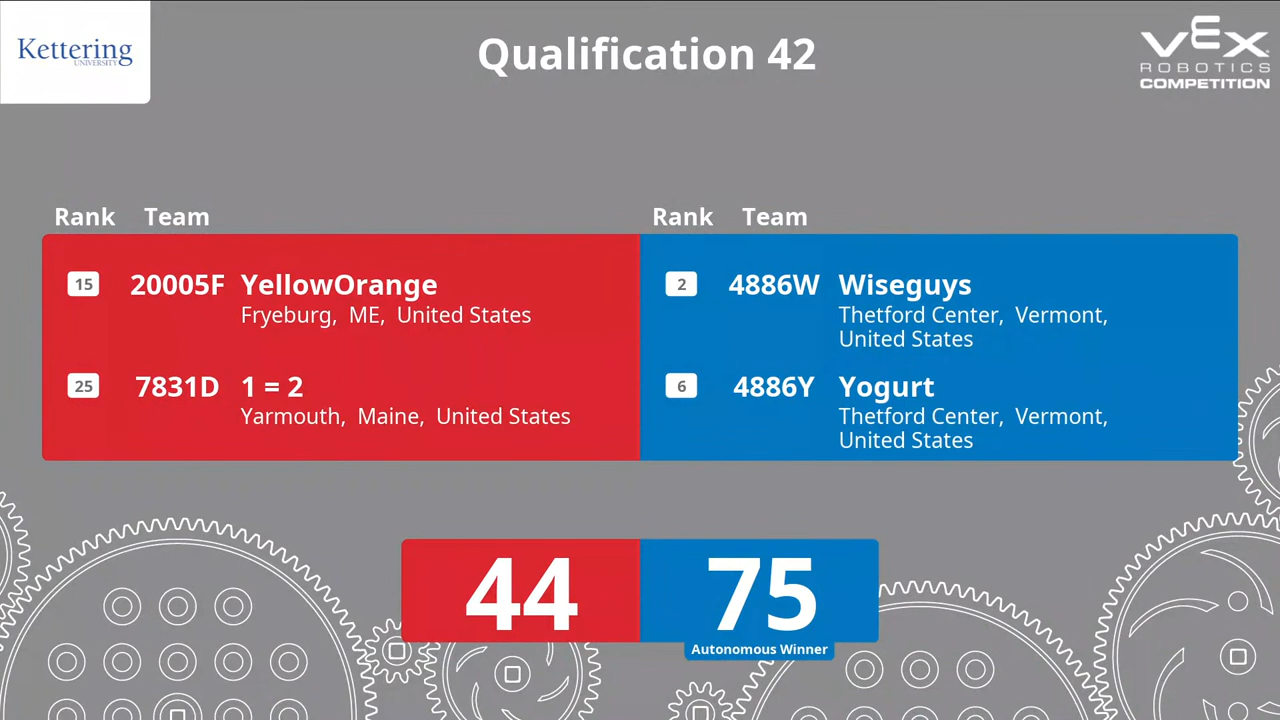 Kettering
UNIVERSITY
Qualification 42
VEX
ROBOTICS
COMPETITION
Rank Team
15 20005F YellowOrange
Fryeburg, ME, United States
25 7831D 1 = 2
Yarmouth, Maine, United States
Rank Team
2 4886W Wiseguys
Thetford Center, Vermont,
United States
6 4886Y Yogurt
Thetford Center, Vermont,
United States
44 75
Autonomous Winner